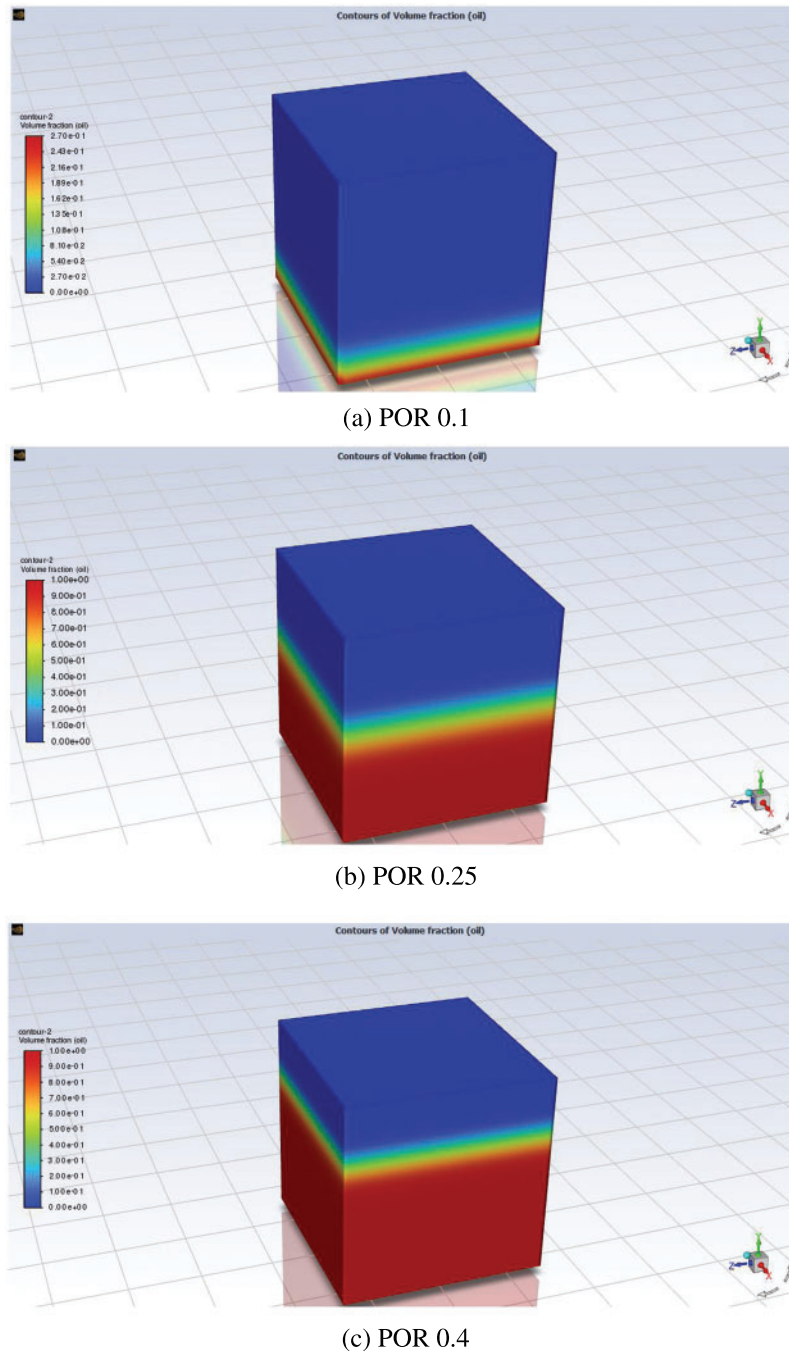 Contours of Volume fraction (oil)
contour-2
Volume fraction (oil)
2.70e-01
2.43e-01
2.16e-01
1.89e-01
1.62e-01
1.35e-01
1.08e-01
8.10e-02
5.40e-02
2.70e-02
0.00e+00
Y
Z
X
(a) POR 0.1
Contours of Volume fraction (oil)
contour-2
Volume fraction (oil)
1.00e+00
9.00e-01
8.00e-01
7.00e-01
6.00e-01
5.00e-01
4.00e-01
3.00e-01
2.00e-01
1.00e-01
0.00e+00
Y
Z
X
(b) POR 0.25
Contours of Volume fraction (oil)
contour-2
Volume fraction (oil)
1.00e+00
9.00e-01
8.00e-01
7.00e-01
6.00e-01
5.00e-01
4.00e-01
3.00e-01
2.00e-01
1.00e-01
0.00e+00
Y
Z
X
(c) POR 0.4